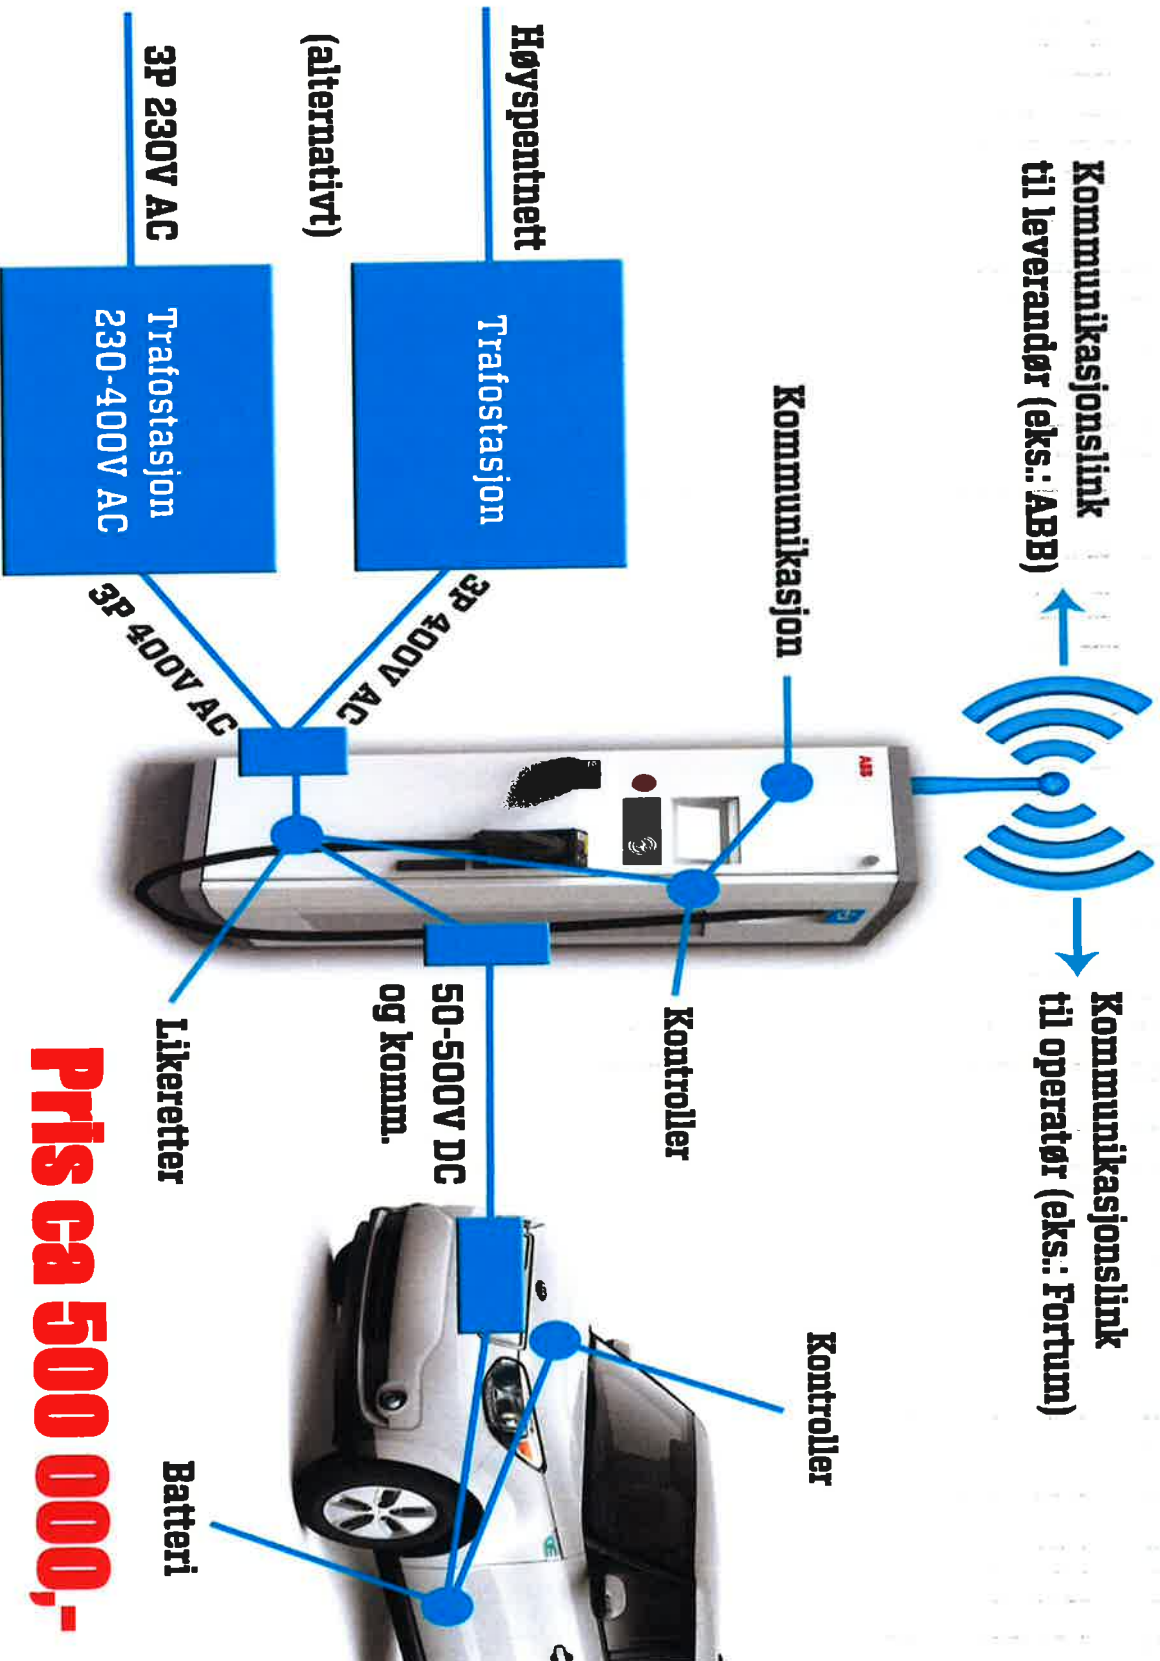 Kommunikasjonslink
til leverandør (eks.: ABB)
Kommunikasjonslink
til operatør (eks.: Fortum)
Kommunikasjon
ABB
Høyspentnett
(alternativt)
Trafostasjon
3P 400V AC
Kontroller
Kontroller
50-500V DC
og komm.
3P 230V AC
Trafostasjon
230-400V AC
3P 400V AC
Likeretter
Batteri
Pris ca 500 000,-